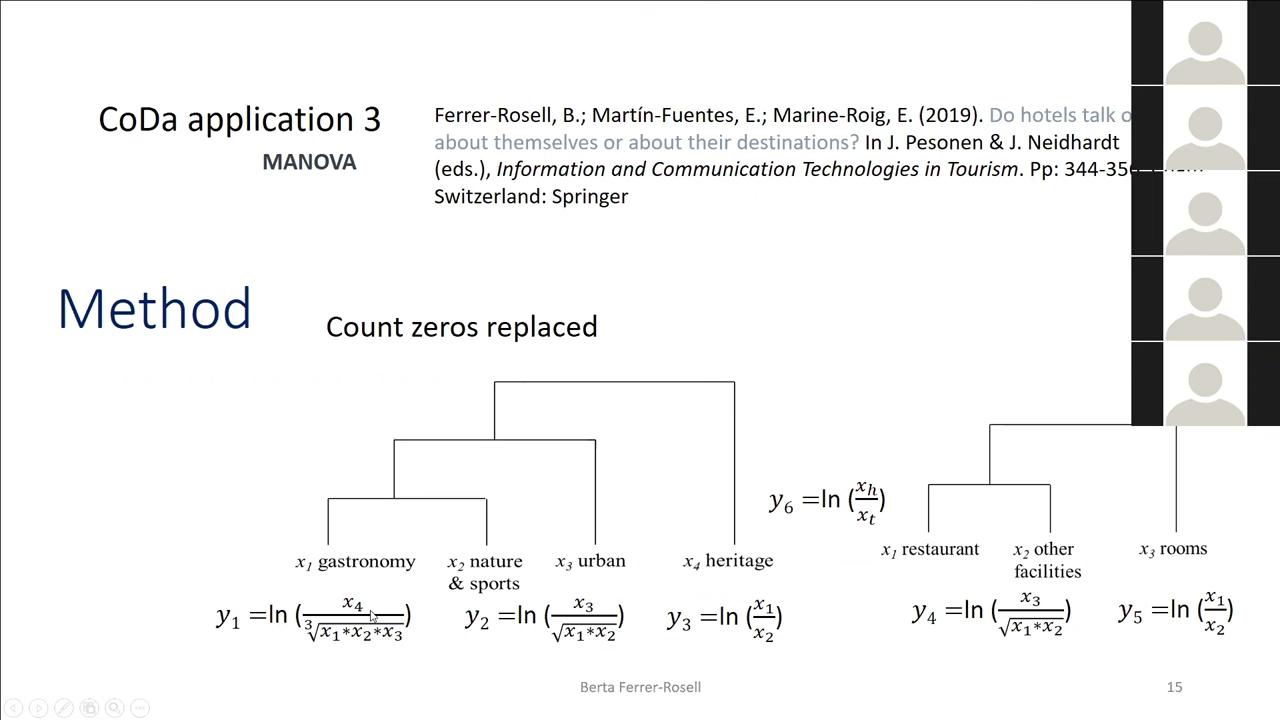 CoDa application 3
MANOVA
Ferrer-Rosell, B.; Martín-Fuentes, E.; Marine-Roig, E. (2019). Do hotels talk
about themselves or about their destinations? In J. Pesonen & J. Neidhardt
(eds.), Information and Communication Technologies in Tourism. Pp: 344-35
Switzerland: Springer
Method
Count zeros replaced
y₆ =ln (xₕ/xₜ)
x₁ gastronomy
x₂ nature
& sports
x₃ urban
x₄ heritage
x₁ restaurant
x₂ other
facilities
x₃ rooms
y₁ =ln (x₄/∛x₁*x₂*x₃)
y₂ =ln (x₃/√x₁*x₂)
y₃ =ln (x₁/x₂)
y₄ =ln (x₃/√x₁*x₂)
y₅ =ln (x₁/x₂)
Berta Ferrer-Rosell
15